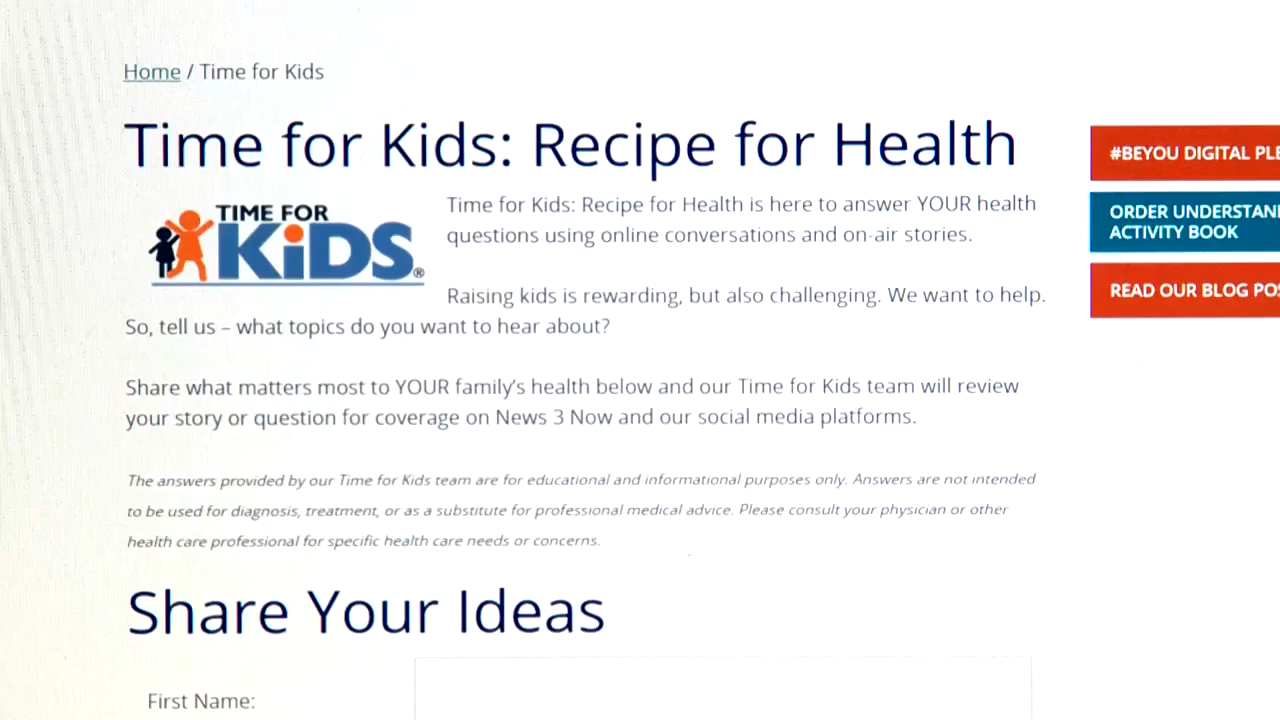 Home / Time for Kids
Time for Kids: Recipe for Health
TIME FOR
KiDS®
Time for Kids: Recipe for Health is here to answer YOUR health
questions using online conversations and on-air stories.
Raising kids is rewarding, but also challenging. We want to help.
So, tell us – what topics do you want to hear about?
Share what matters most to YOUR family's health below and our Time for Kids team will review
your story or question for coverage on News 3 Now and our social media platforms.
The answers provided by our Time for Kids team are for educational and informational purposes only. Answers are not intended
to be used for diagnosis, treatment, or as a substitute for professional medical advice. Please consult your physician or other
health care professional for specific health care needs or concerns.
Share Your Ideas
First Name:
#BEYOU DIGITAL
ORDER
ACTIVITY BOOK
READ OUR BLOG